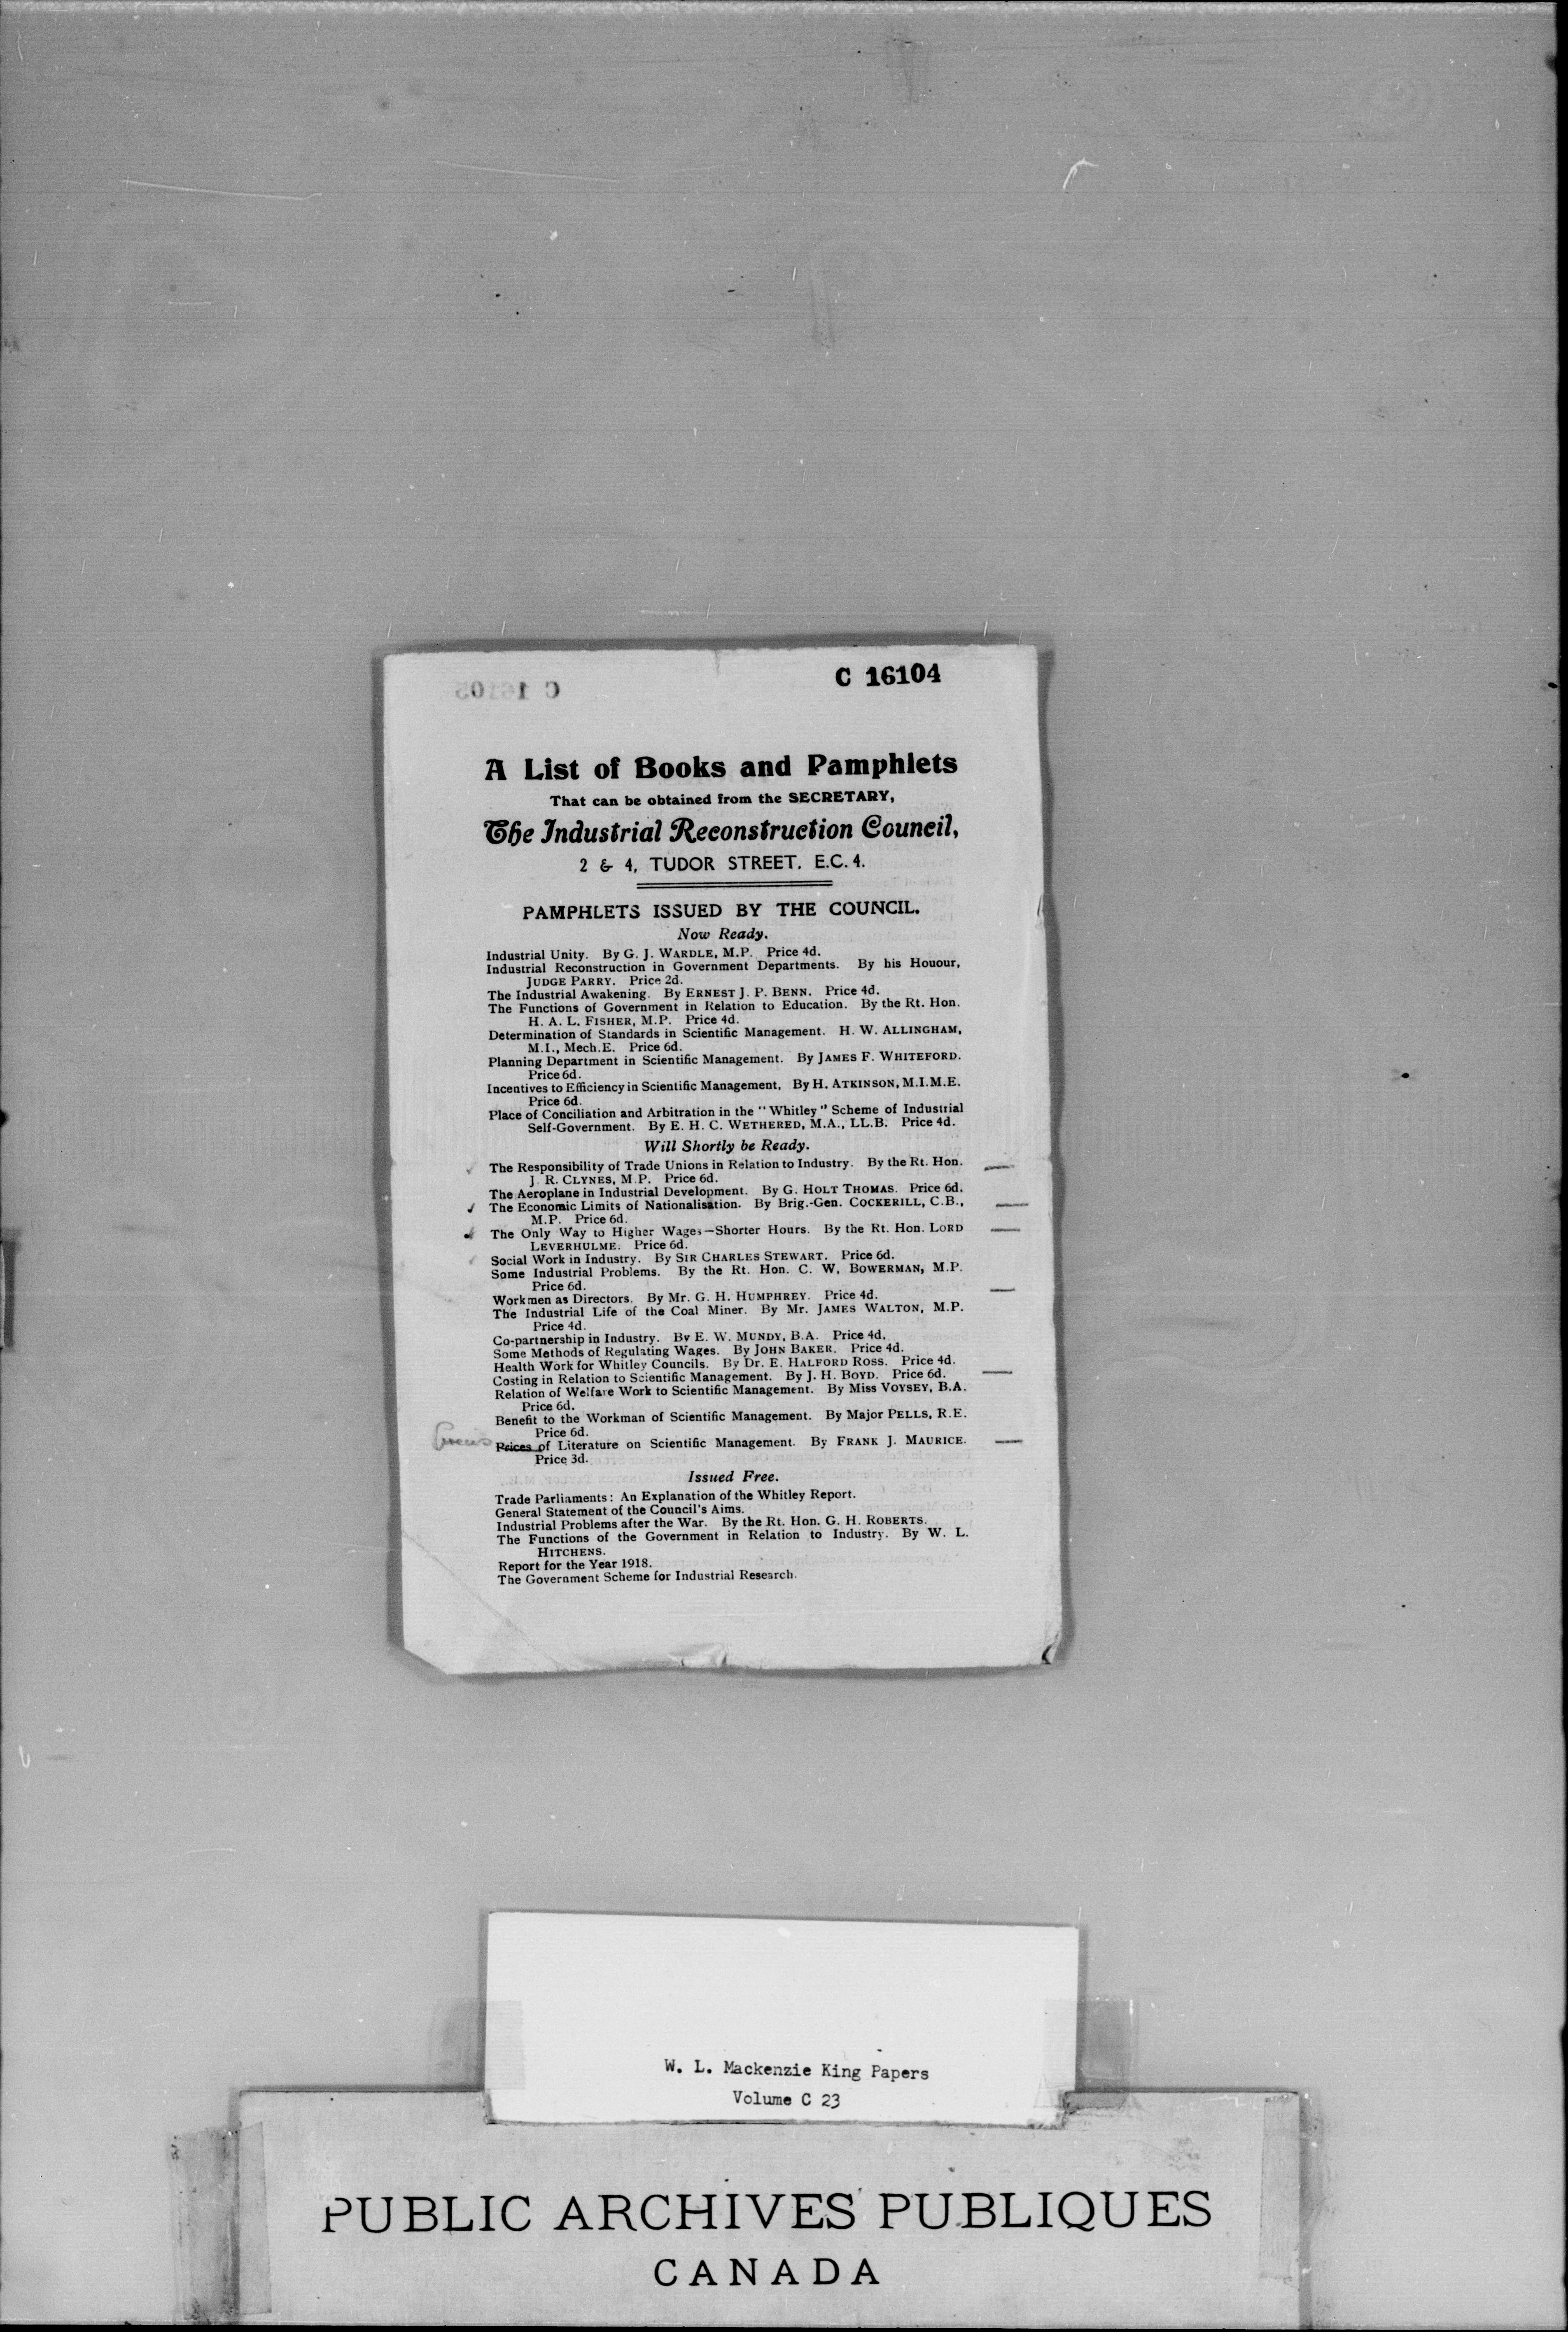 C 16104
C 16105
A List of Books and Pamphlets
That can be obtained from the SECRETARY,
The Industrial Reconstruction Council,
2 & 4, TUDOR STREET, E.C. 4.
PAMPHLETS ISSUED BY THE COUNCIL.
Now Ready.
Industrial Unity. By G. J. WARDLE, M.P. Price 4d.
Industrial Reconstruction in Government Departments. By his Houour,
JUDGE PARRY. Price 2d.
The Industrial Awakening. By ERNEST J. P. BENN. Price 4d.
The Functions of Government in Relation to Education. By the Rt. Hon.
H. A. L. FISHER, M.P. Price 4d.
Determination of Standards in Scientific Management. H. W. ALLINGHAM,
M.I., Mech.E. Price 6d.
Planning Department in Scientific Management. By JAMES F. WHITEFORD.
Price 6d.
Incentives to Efficiency in Scientific Management, By H. ATKINSON, M.I.M.E.
Price 6d.
Place of Conciliation and Arbitration in the "Whitley" Scheme of Industrial
Self-Government. By E. H. C. WETHERED, M.A., LL.B. Price 4d.
Will Shortly be Ready.
The Responsibility of Trade Unions in Relation to Industry. By the Rt. Hon.
J. R. CLYNES, M.P. Price 6d.
The Aeroplane in Industrial Development. By G. HOLT THOMAS. Price 6d.
The Economic Limits of Nationalisation. By Brig.-Gen. COCKERILL, C.B.,
M.P. Price 6d.
The Only Way to Higher Wages—Shorter Hours. By the Rt. Hon. LORD
LEVERHULME. Price 6d.
Social Work in Industry. By SIR CHARLES STEWART. Price 6d.
Some Industrial Problems. By the Rt. Hon. C. W. BOWERMAN, M.P.
Price 6d.
Workmen as Directors. By Mr. G. H. HUMPHREY. Price 4d.
The Industrial Life of the Coal Miner. By Mr. JAMES WALTON, M.P.
Price 4d.
Co-partnership in Industry. By E. W. MUNDY, B.A. Price 4d.
Some Methods of Regulating Wages. By JOHN BAKER. Price 4d.
Health Work for Whitley Councils. By Dr. E. HALFORD ROSS. Price 4d.
Costing in Relation to Scientific Management. By J. H. BOYD. Price 6d.
Relation of Welfare Work to Scientific Management. By Miss VOYSEY, B.A.
Price 6d.
Benefit to the Workman of Scientific Management. By Major PELLS, R.E.
Price 6d.
Prices of Literature on Scientific Management. By FRANK J. MAURICE.
Price 3d.
Issued Free.
Trade Parliaments: An Explanation of the Whitley Report.
General Statement of the Council's Aims.
Industrial Problems after the War. By the Rt. Hon. G. H. ROBERTS.
The Functions of the Government in Relation to Industry. By W. L.
HITCHENS.
Report for the Year 1918.
The Government Scheme for Industrial Research.
W. L. Mackenzie King Papers
Volume C 23
PUBLIC ARCHIVES PUBLIQUES
CANADA